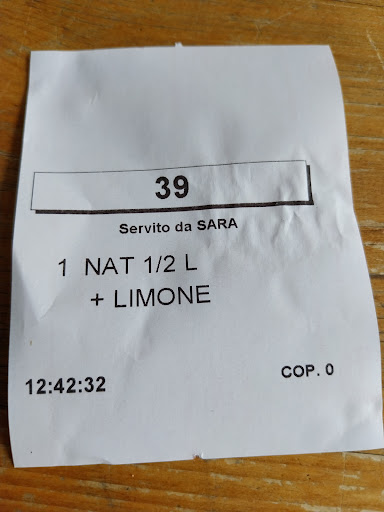 39
Servito da SARA
1 NAT 1/2 L
+ LIMONE
12:42:32 COP. 0